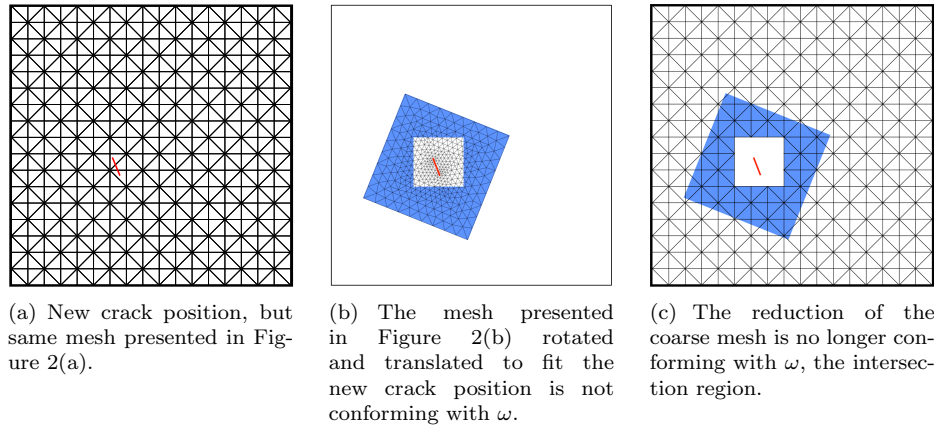 (a) New crack position, but
same mesh presented in Fig-
ure 2(a).
(b) The mesh presented
in Figure 2(b) rotated
and translated to fit the
new crack position is not
conforming with ω.
(c) The reduction of the
coarse mesh is no longer con-
forming with ω, the intersec-
tion region.